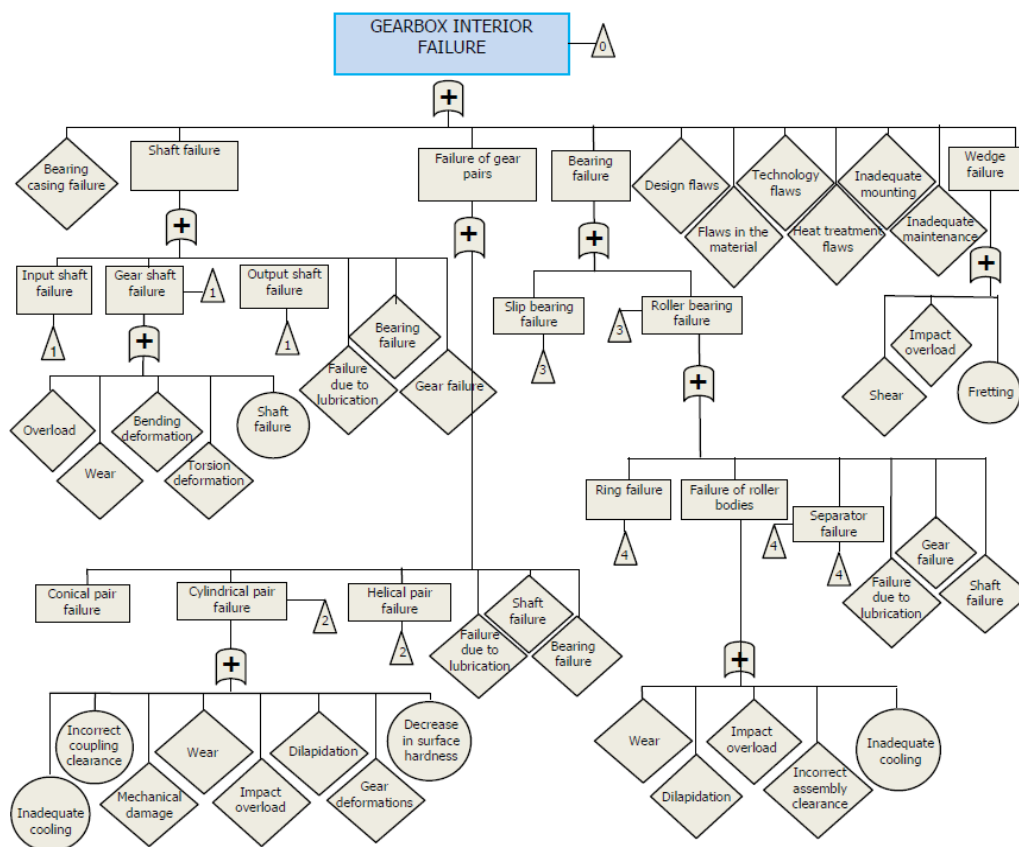 GEARBOX INTERIOR
FAILURE
0
+
Bearing
casing failure
Shaft failure
Failure of gear
pairs
Bearing
failure
Design flaws
Flaws in the
material
Technology
flaws
Heat treatment
flaws
Inadequate
mounting
Inadequate
maintenance
Wedge
failure
+
+
+
+
Input shaft
failure
1
Gear shaft
failure
1
Output shaft
failure
1
Failure
due to
lubrication
Bearing
failure
Gear failure
Slip bearing
failure
3
3
Roller bearing
failure
Shear
Impact
overload
Fretting
+
+
Overload
Wear
Bending
deformation
Torsion
deformation
Shaft
failure
Ring failure
4
Failure of roller
bodies
4
Separator
failure
4
Failure due to
lubrication
Gear
failure
Shaft
failure
Conical pair
failure
Cylindrical pair
failure
2
Helical pair
failure
2
Failure
due to
lubrication
Shaft
failure
Bearing
failure
+
+
Inadequate
cooling
Incorrect
coupling
clearance
Mechanical
damage
Wear
Impact
overload
Dilapidation
Gear
deformations
Decrease
in surface
hardness
Wear
Dilapidation
Impact
overload
Incorrect
assembly
clearance
Inadequate
cooling